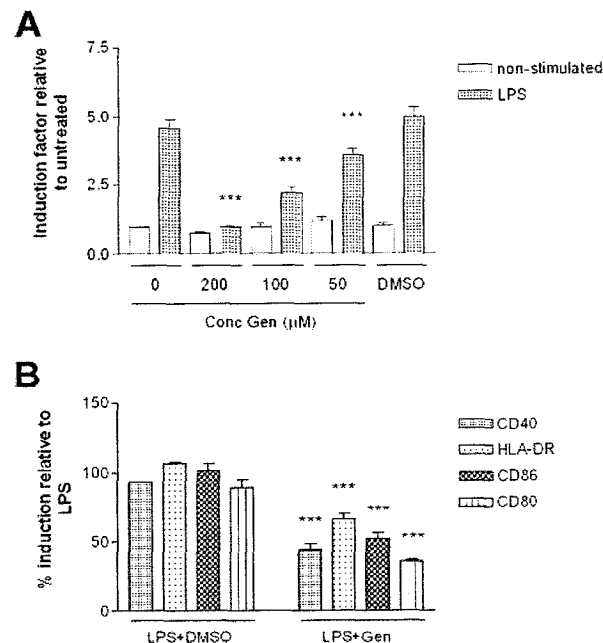 A
Induction factor relative
to untreated
7.5
5.0
2.5
0.0
non-stimulated
LPS
***
***
***
0 200 100 50 DMSO
Conc Gen (µM)
B
% induction relative to
LPS
150
100
50
0
CD40
HLA-DR
CD86
CD80
***
***
***
***
LPS+DMSO LPS+Gen